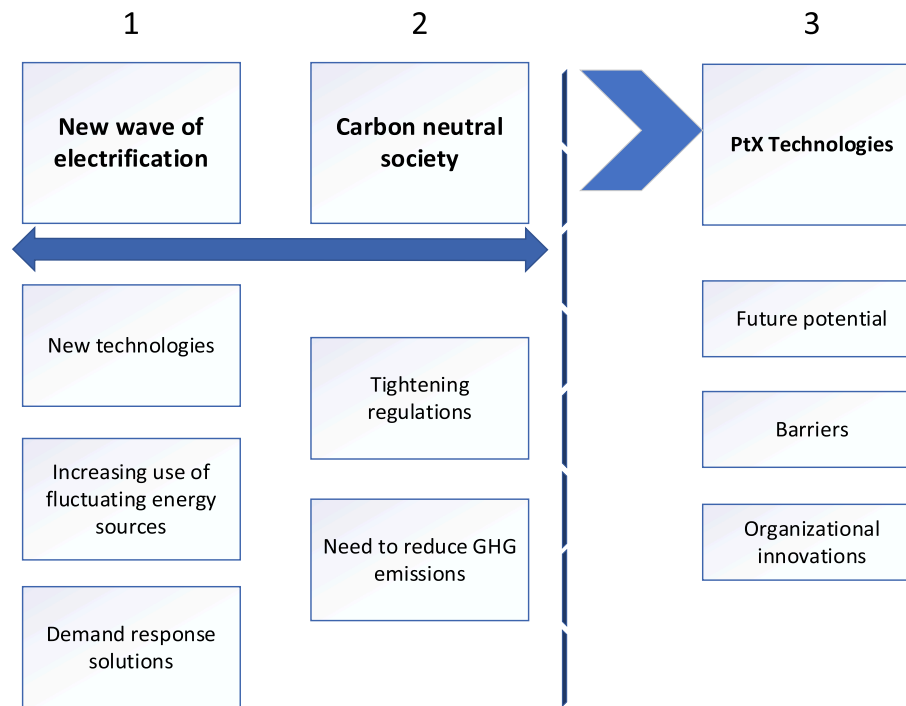 1
2
3
New wave of
electrification
Carbon neutral
society
PtX Technologies
New technologies
Increasing use of
fluctuating energy
sources
Demand response
solutions
Tightening
regulations
Need to reduce GHG
emissions
Future potential
Barriers
Organizational
innovations